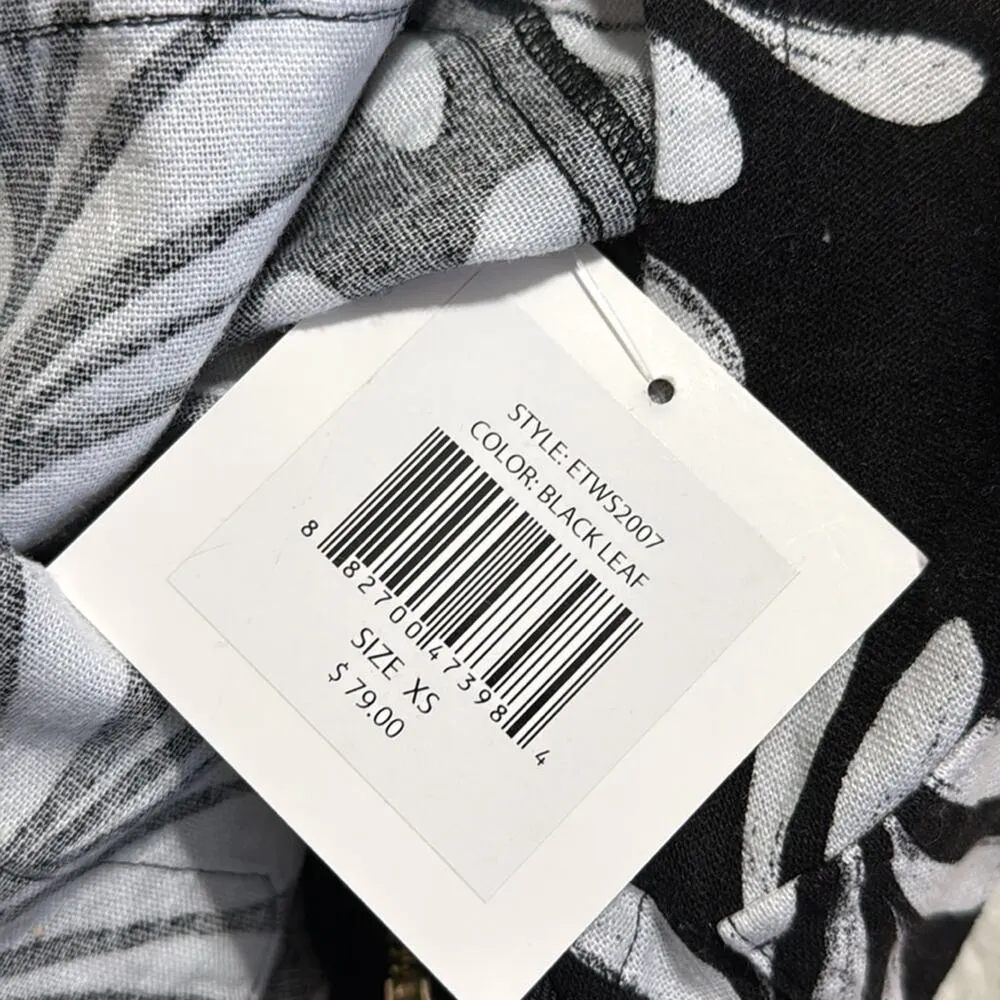 STYLE: ETWS2007
COLOR: BLACK LEAF
8 82700 47398 4
SIZE XS
$ 79.00